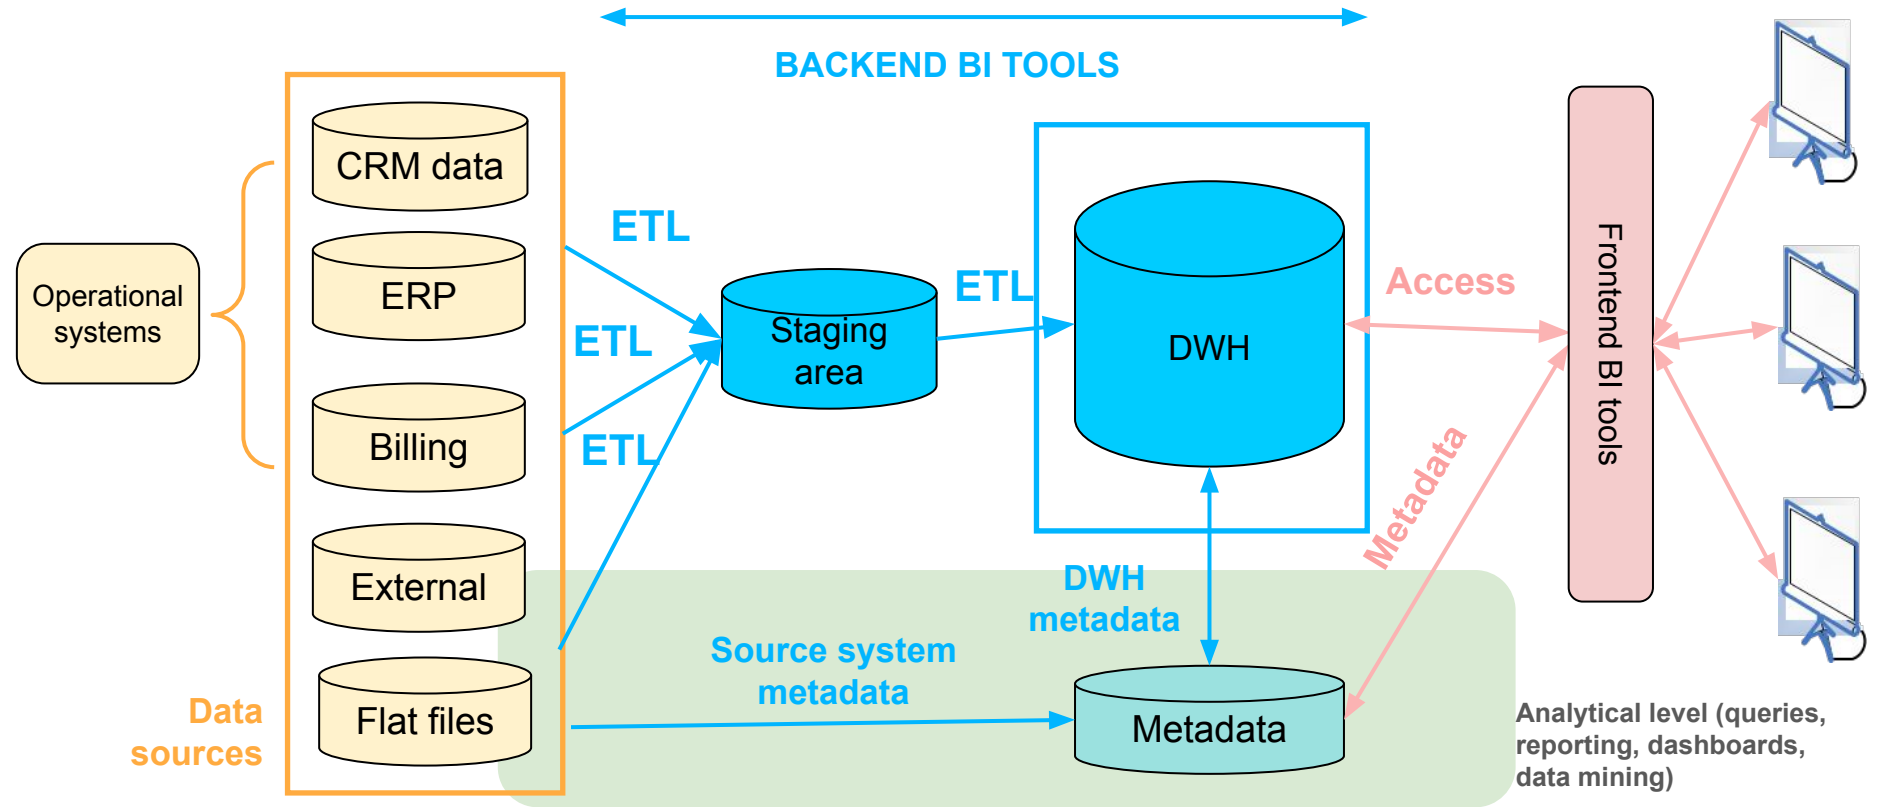 BACKEND BI TOOLS
CRM data
ERP
Billing
External
Flat files
Operational
systems
Data
sources
ETL
ETL
ETL
Staging
area
ETL
DWH
DWH
metadata
Source system
metadata
Metadata
Access
Metadata
Frontend BI tools
Analytical level (queries,
reporting, dashboards,
data mining)